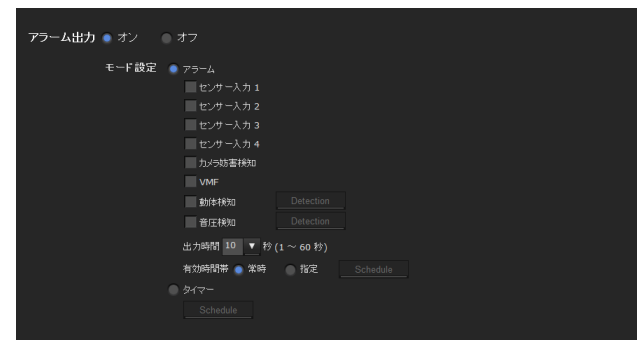 アラーム出力 オン オフ
モード設定 アラーム
センサー入力 1
センサー入力 2
センサー入力 3
センサー入力 4
カメラ妨害検知
VMF
動体検知 Detection
音圧検知 Detection
出力時間 10 ▼ 秒 (1 ～ 60 秒)
有効時間帯 常時 指定 Schedule
タイマー
Schedule